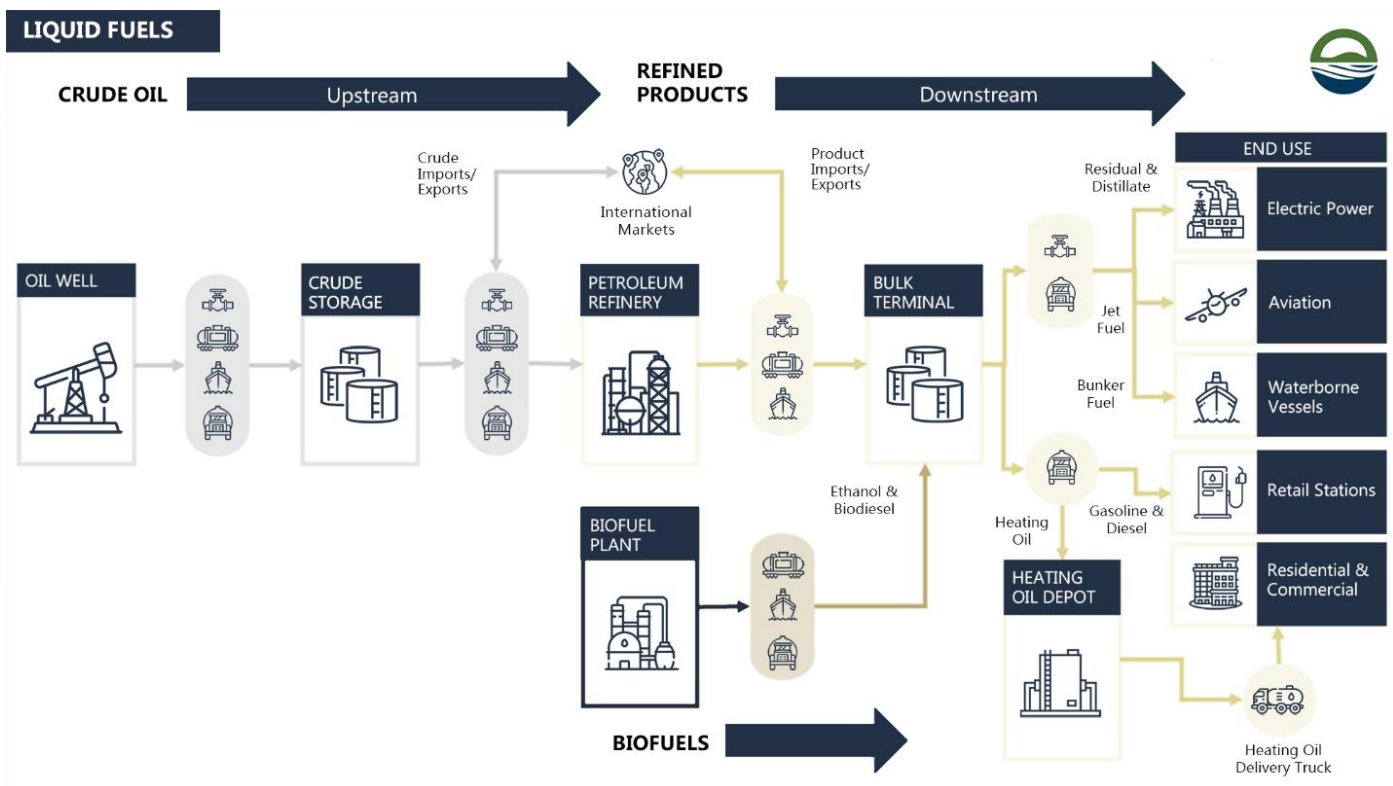 LIQUID FUELS
CRUDE OIL
Upstream
REFINED
PRODUCTS
Downstream
Crude
Imports/
Exports
International
Markets
Product
Imports/
Exports
Residual &
Distillate
END USE
Electric Power
OIL WELL
CRUDE
STORAGE
PETROLEUM
REFINERY
BULK
TERMINAL
Jet
Fuel
Aviation
Bunker
Fuel
Waterborne
Vessels
Ethanol &
Biodiesel
Heating
Oil
Gasoline &
Diesel
Retail Stations
BIOFUEL
PLANT
HEATING
OIL DEPOT
Residential &
Commercial
BIOFUELS
Heating Oil
Delivery Truck